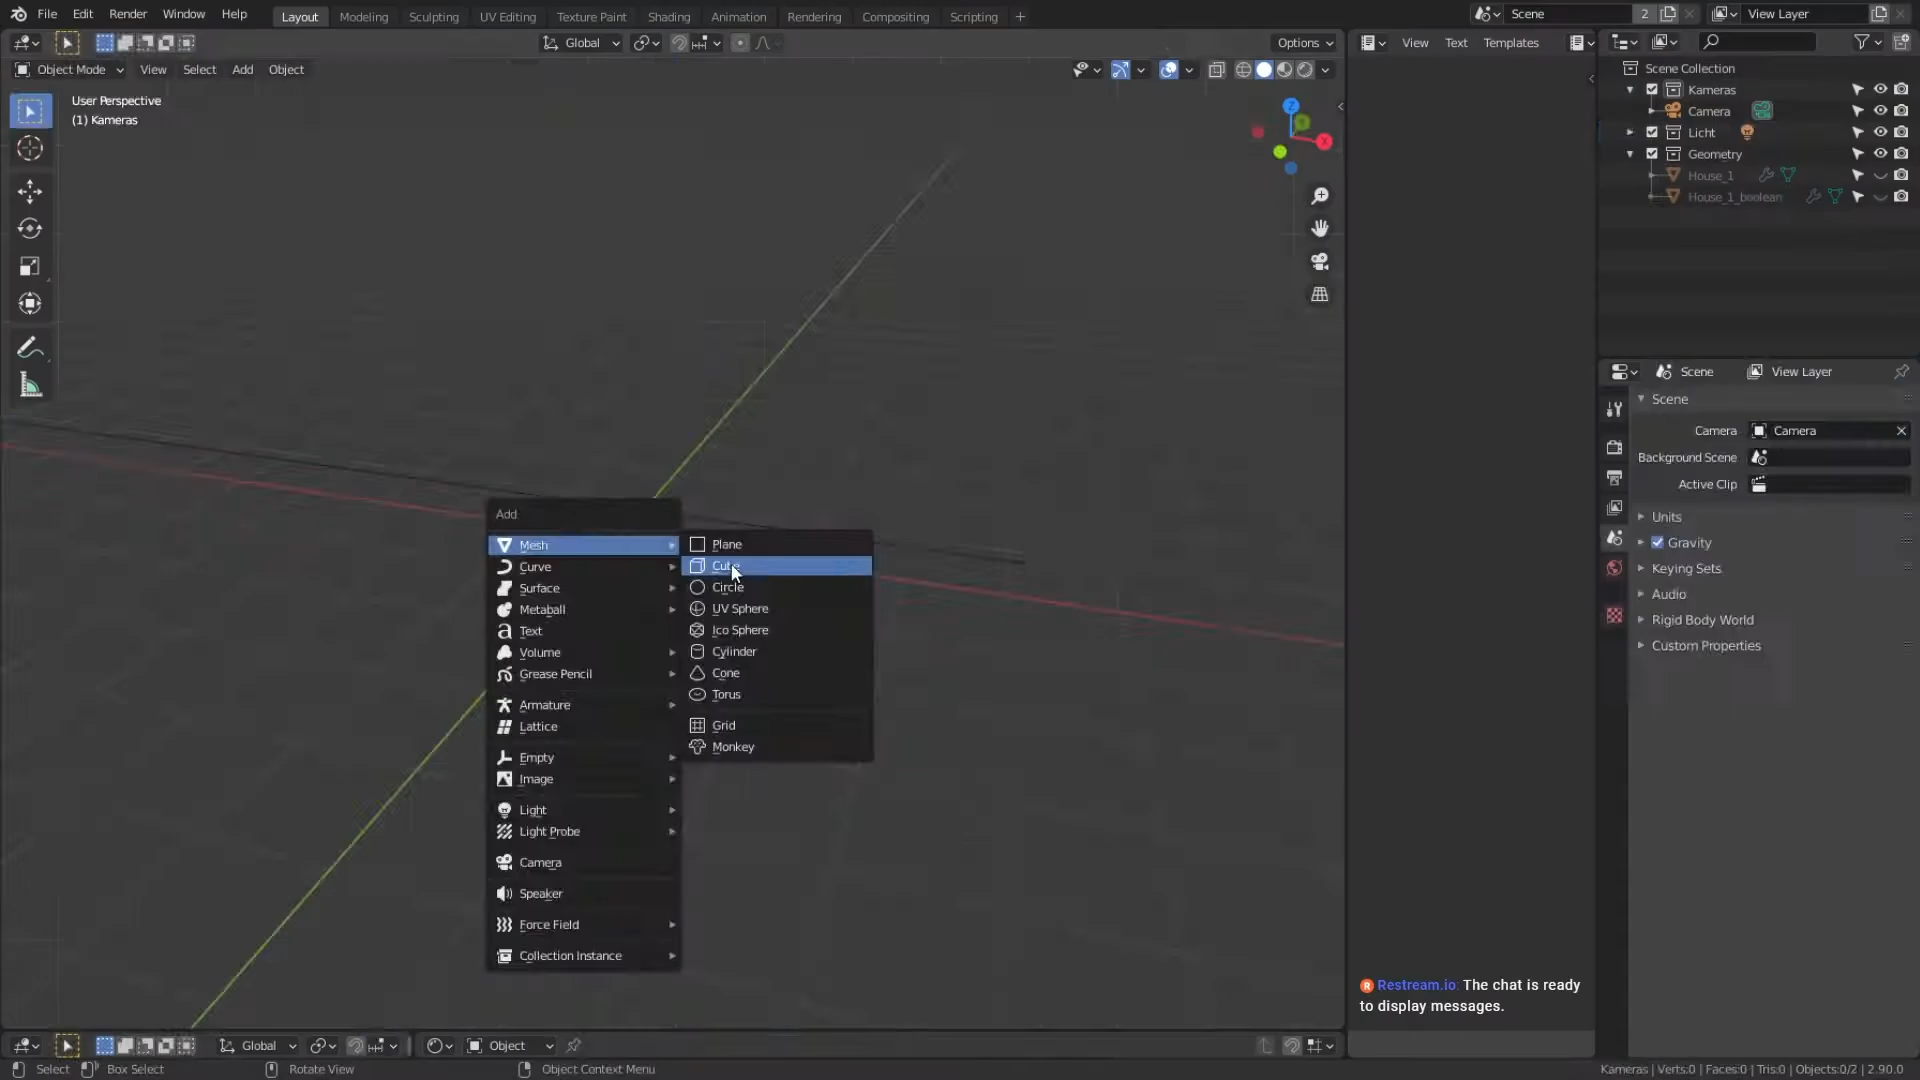 File Edit Render Window Help
Layout Modeling Sculpting UV Editing Texture Paint Shading Animation Rendering Compositing Scripting +
Scene 2 View Layer
Global
Options
View Text Templates
Object Mode View Select Add Object
User Perspective
(1) Kameras
Z
X
Scene Collection
Kameras
Camera
Licht
Geometry
House_1
House_1_boolean
Scene View Layer
Scene
Camera Camera
Background Scene
Active Clip
Units
Gravity
Keying Sets
Audio
Rigid Body World
Custom Properties
Add
Mesh
Curve
Surface
Metaball
Text
Volume
Grease Pencil
Armature
Lattice
Empty
Image
Light
Light Probe
Camera
Speaker
Force Field
Collection Instance
Plane
Cube
Circle
UV Sphere
Ico Sphere
Cylinder
Cone
Torus
Grid
Monkey
Restream.io: The chat is ready
to display messages.
Global Object
Select Box Select Rotate View Object Context Menu
Kameras | Verts:0 | Faces:0 | Tris:0 | Objects:0/2 | 2.90.0